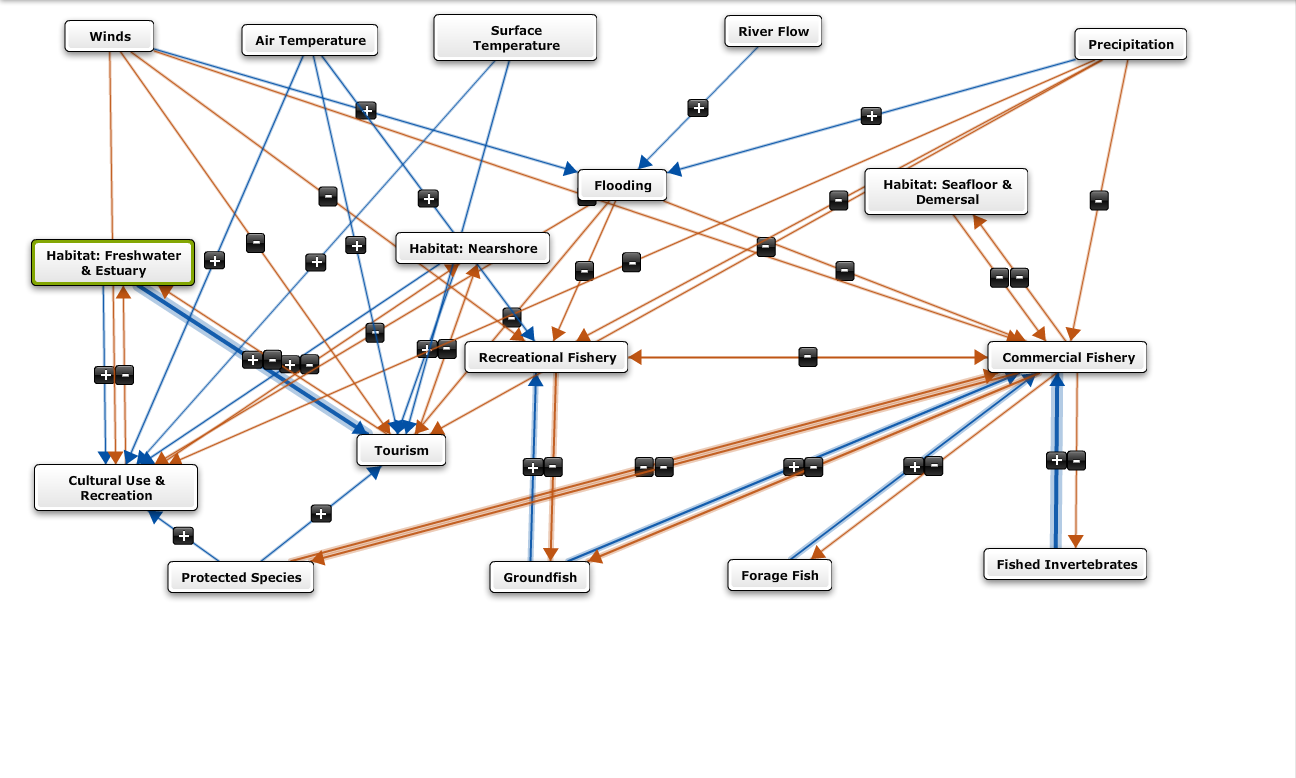 Winds
Air Temperature
Surface
Temperature
River Flow
Precipitation
+
+
+
Flooding
Habitat: Seafloor &
Demersal
-
+
-
-
-
Habitat: Nearshore
Habitat: Freshwater
& Estuary
-
+
-
+
+
-
-
-
- -
-
+
Recreational Fishery
-
Commercial Fishery
+ -
+ - + -
+ -
Tourism
Cultural Use &
Recreation
+ -
- -
+ -
+ -
+ -
+
+
Protected Species
Groundfish
Forage Fish
Fished Invertebrates